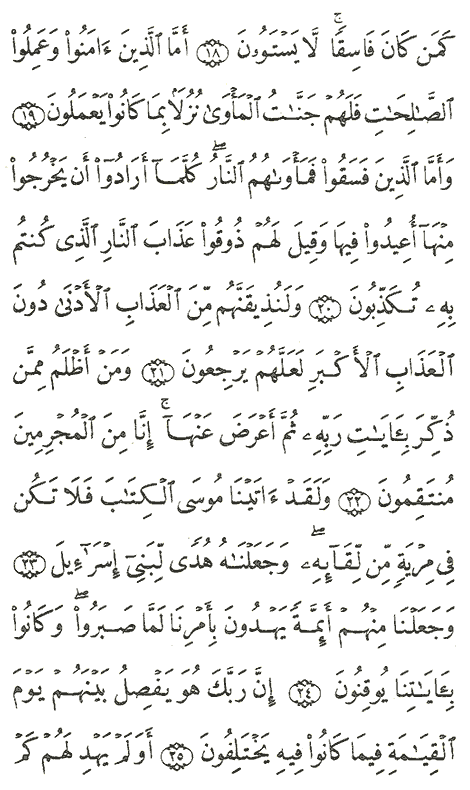 كَمَن كَانَ فَاسِقٗاۚ لَّا يَسۡتَوُۥنَ ١٨ أَمَّا ٱلَّذِينَ ءَامَنُواْ وَعَمِلُواْ
ٱلصَّٰلِحَٰتِ فَلَهُمۡ جَنَّٰتُ ٱلۡمَأۡوَىٰ نُزُلَۢا بِمَا كَانُواْ يَعۡمَلُونَ ١٩
وَأَمَّا ٱلَّذِينَ فَسَقُواْ فَمَأۡوَىٰهُمُ ٱلنَّارُۖ كُلَّمَآ أَرَادُوٓاْ أَن يَخۡرُجُواْ
مِنۡهَآ أُعِيدُواْ فِيهَا وَقِيلَ لَهُمۡ ذُوقُواْ عَذَابَ ٱلنَّارِ ٱلَّذِي كُنتُم
بِهِۦ تُكَذِّبُونَ ٢٠ وَلَنُذِيقَنَّهُم مِّنَ ٱلۡعَذَابِ ٱلۡأَدۡنَىٰ دُونَ
ٱلۡعَذَابِ ٱلۡأَكۡبَرِ لَعَلَّهُمۡ يَرۡجِعُونَ ٢١ وَمَنۡ أَظۡلَمُ مِمَّن
ذُكِّرَ بِـَٔايَٰتِ رَبِّهِۦ ثُمَّ أَعۡرَضَ عَنۡهَآۚ إِنَّا مِنَ ٱلۡمُجۡرِمِينَ
مُنتَقِمُونَ ٢٢ وَلَقَدۡ ءَاتَيۡنَا مُوسَى ٱلۡكِتَٰبَ فَلَا تَكُن
فِي مِرۡيَةٖ مِّن لِّقَآئِهِۦۖ وَجَعَلۡنَٰهُ هُدٗى لِّبَنِيٓ إِسۡرَٰٓءِيلَ ٢٣
وَجَعَلۡنَا مِنۡهُمۡ أَئِمَّةٗ يَهۡدُونَ بِأَمۡرِنَا لَمَّا صَبَرُواْۖ وَكَانُواْ
بِـَٔايَٰتِنَا يُوقِنُونَ ٢٤ إِنَّ رَبَّكَ هُوَ يَفۡصِلُ بَيۡنَهُمۡ يَوۡمَ
ٱلۡقِيَٰمَةِ فِيمَا كَانُواْ فِيهِ يَخۡتَلِفُونَ ٢٥ أَوَلَمۡ يَهۡدِ لَهُمۡ كَمۡ